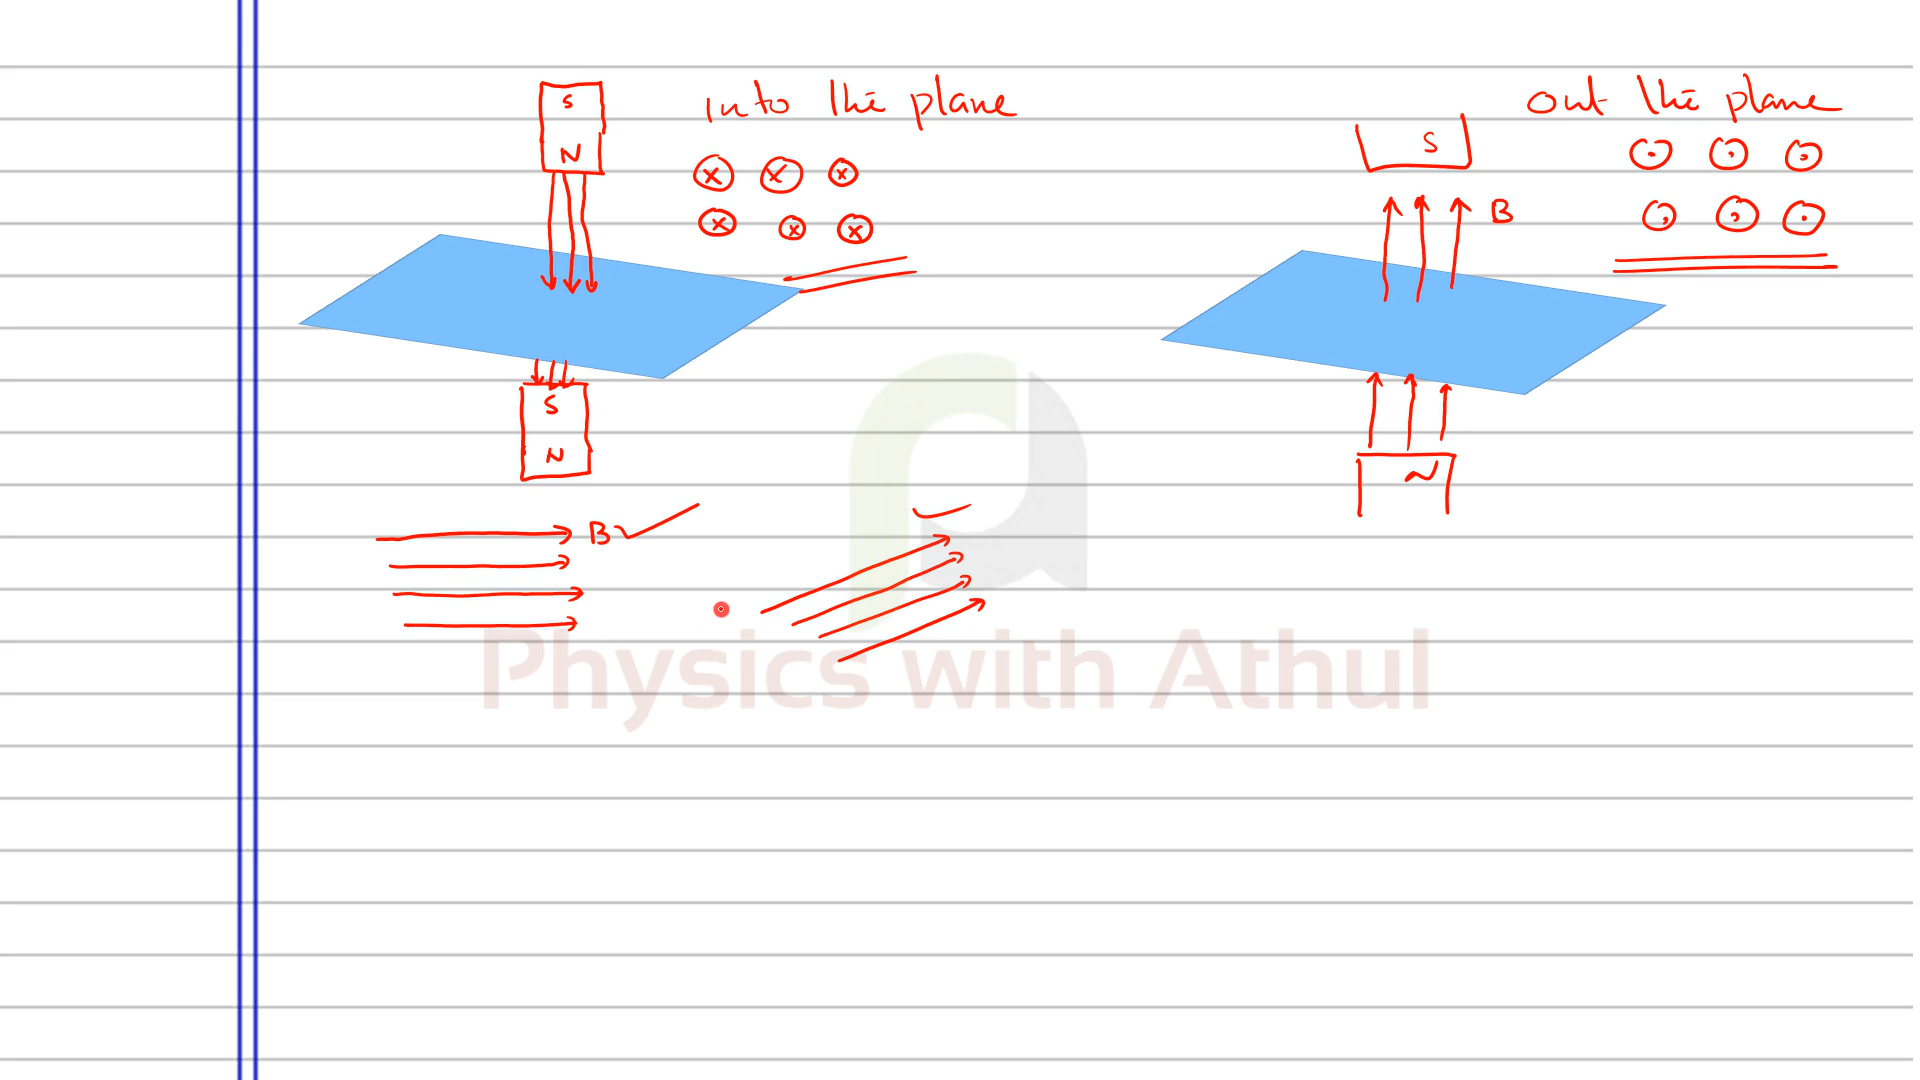 S
N
into the plane
S
N
B
out the plane
S
B
N
Physics with Athul